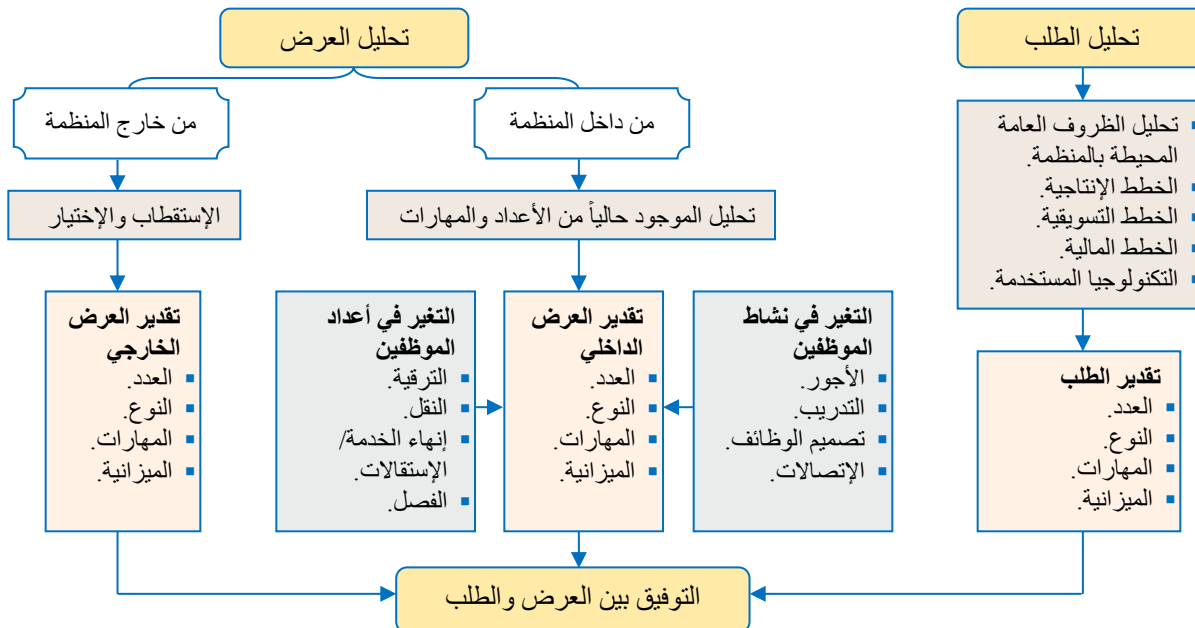 تحليل الطلب
تحليل الظروف العامة
المحيطة بالمنظمة.
الخطط الإنتاجية.
الخطط التسويقية.
الخطط المالية.
التكنولوجيا المستخدمة.
تقدير الطلب
العدد.
النوع.
المهارات.
الميزانية.
تحليل العرض
من داخل المنظمة
من خارج المنظمة
تحليل الموجود حالياً من الأعداد والمهارات
الإستقطاب والإختيار
التغير في نشاط
الموظفين
الأجور.
التدريب.
تصميم الوظائف.
الإتصالات.
تقدير العرض
الداخلي
العدد.
النوع.
المهارات.
الميزانية.
التغير في أعداد
الموظفين
الترقية.
النقل.
إنهاء الخدمة/
الإستقالات.
الفصل.
تقدير العرض
الخارجي
العدد.
النوع.
المهارات.
الميزانية.
التوفيق بين العرض والطلب